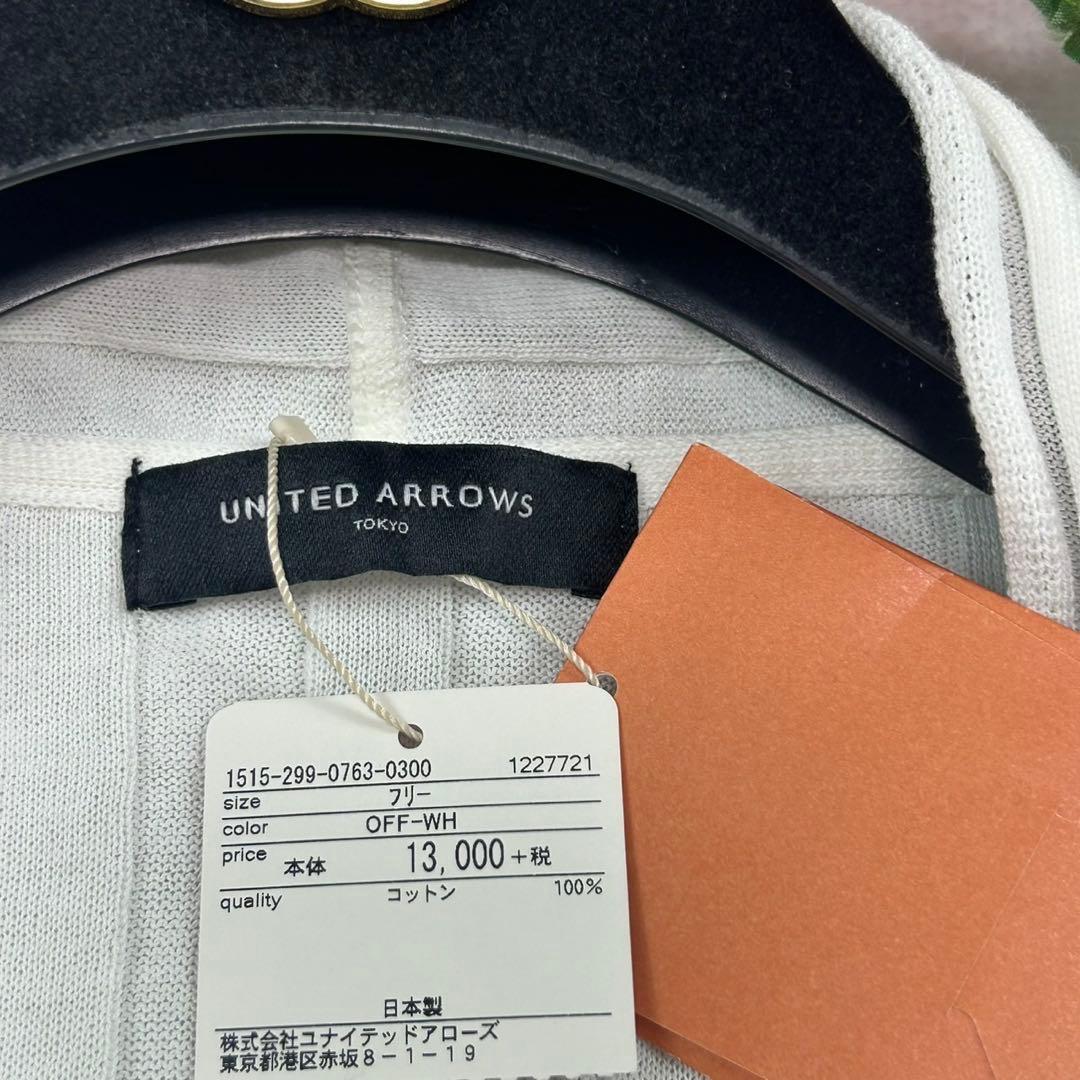 UNITED ARROWS
TOKYO
1515-299-0763-0300 1227721
size フリー
color OFF-WH
price 本体 13,000+税
quality コットン 100%
日本製
株式会社ユナイテッドアローズ
東京都港区赤坂8-1-19